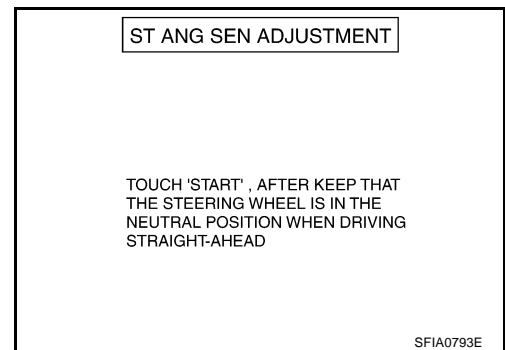 ST ANG SEN ADJUSTMENT
TOUCH 'START' , AFTER KEEP THAT
THE STEERING WHEEL IS IN THE
NEUTRAL POSITION WHEN DRIVING
STRAIGHT-AHEAD
SFIA0793E